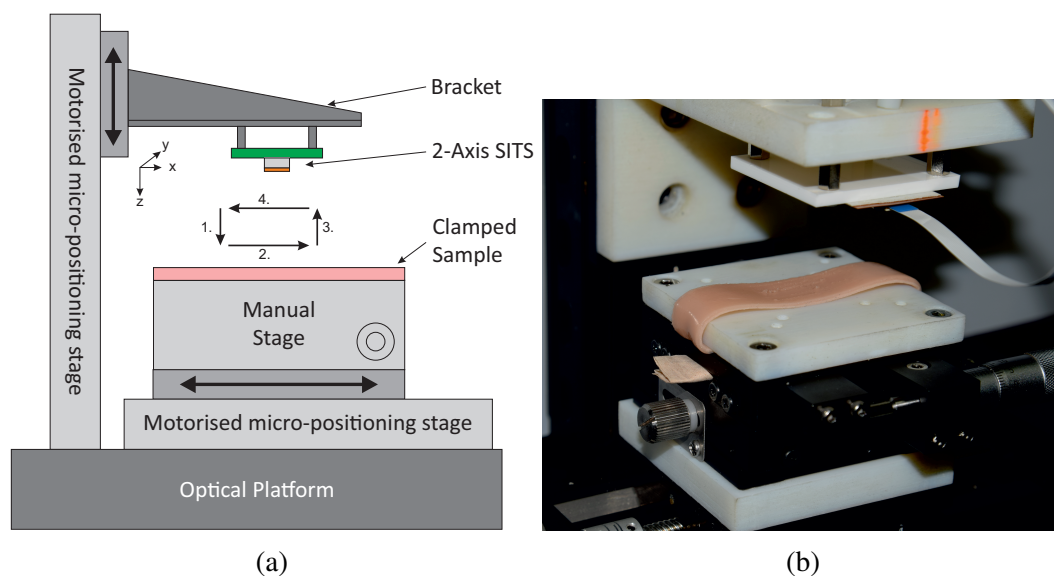 Motorised micro-positioning stage
Bracket
2-Axis SITS
y
x
z
4.
1.
3.
2.
Clamped
Sample
Manual
Stage
Motorised micro-positioning stage
Optical Platform
(a)
(b)